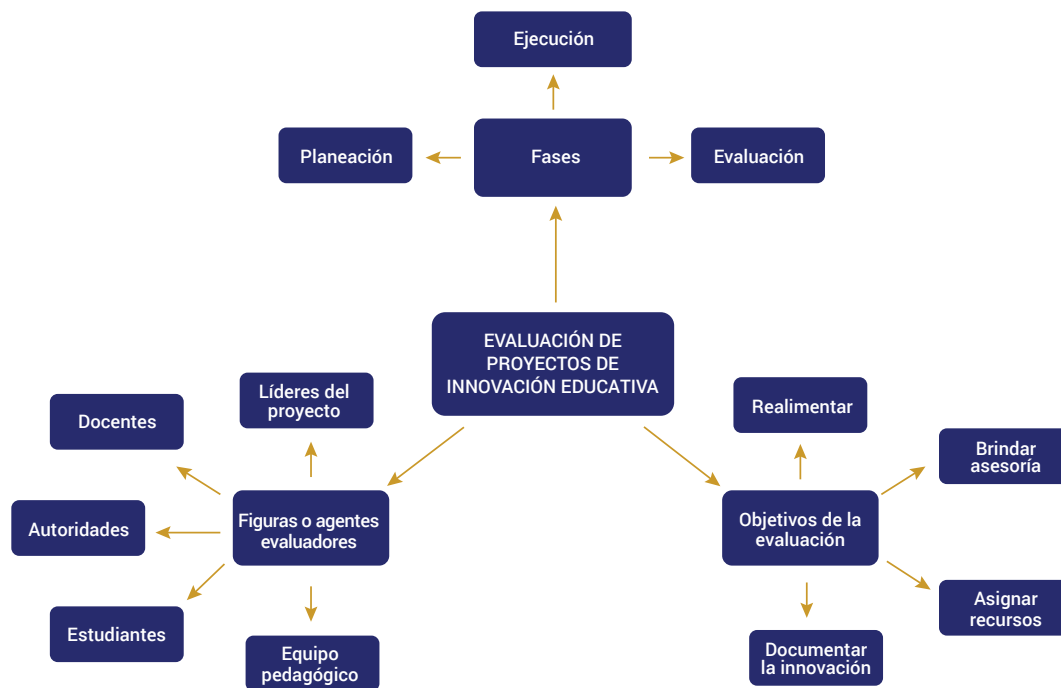 Ejecución
Planeación
Fases
Evaluación
EVALUACIÓN DE
PROYECTOS DE
INNOVACIÓN EDUCATIVA
Líderes del
proyecto
Docentes
Autoridades
Figuras o agentes
evaluadores
Estudiantes
Equipo
pedagógico
Realimentar
Brindar
asesoría
Objetivos de la
evaluación
Asignar
recursos
Documentar
la innovación